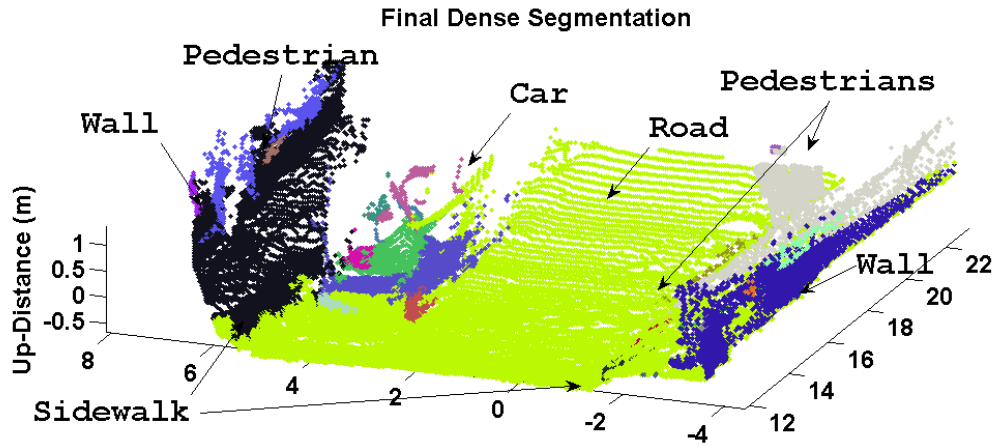 Final Dense Segmentation
Pedestrian
Car
Pedestrians
Wall
Road
Up-Distance (m)
1
0.5
0
-0.5
Wall
22
20
18
16
14
12
8
6
4
2
0
-2
-4
Sidewalk